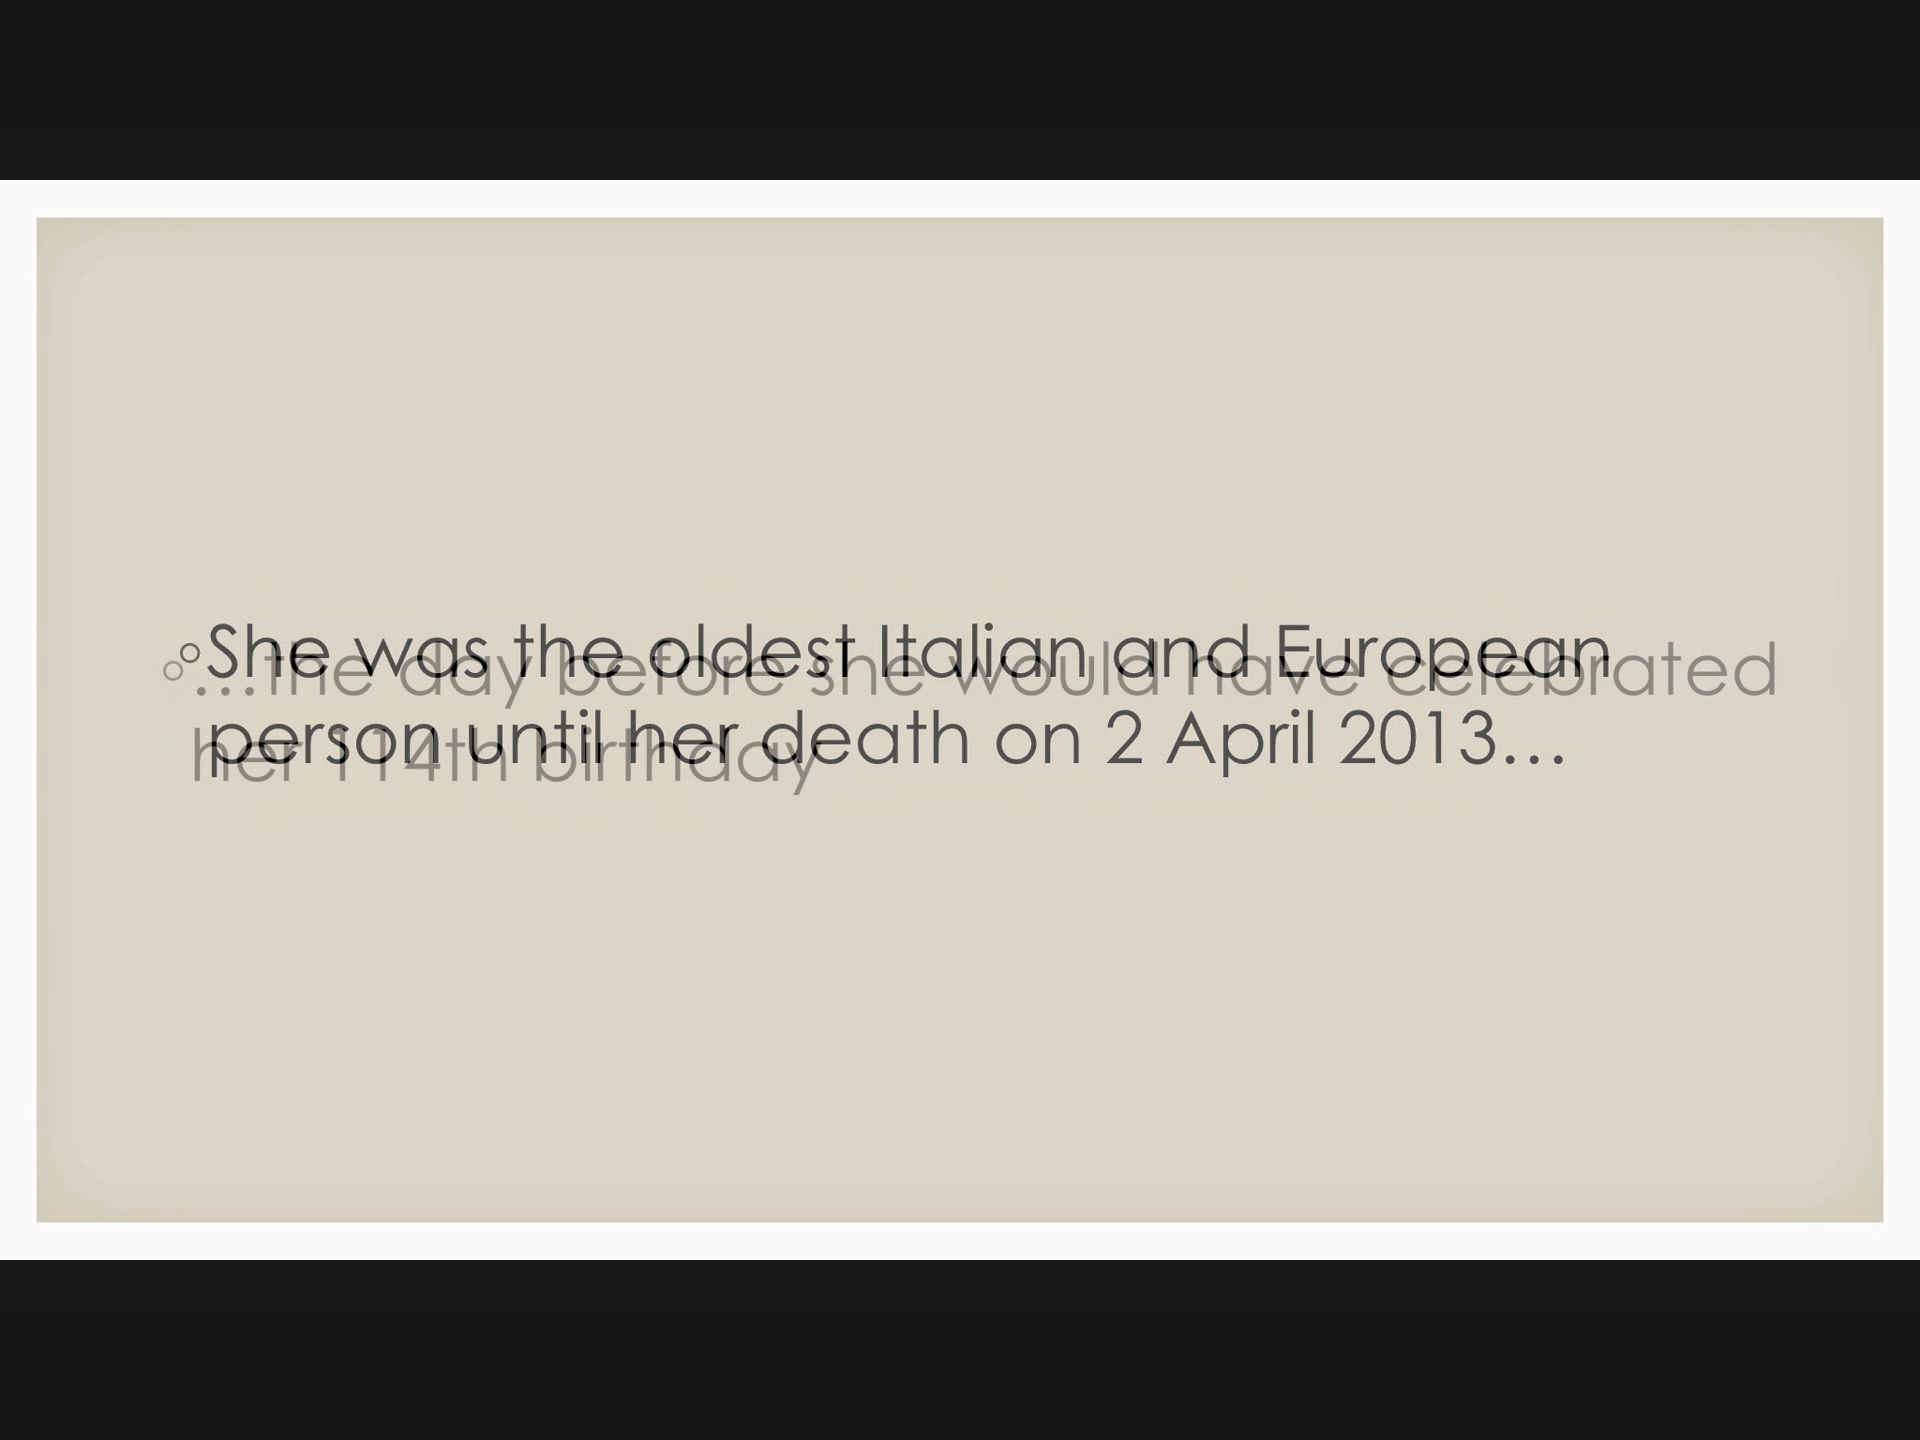 She was the oldest Italian and European
person until her death on 2 April 2013...
...the day before she would have celebrated
her 114th birthday